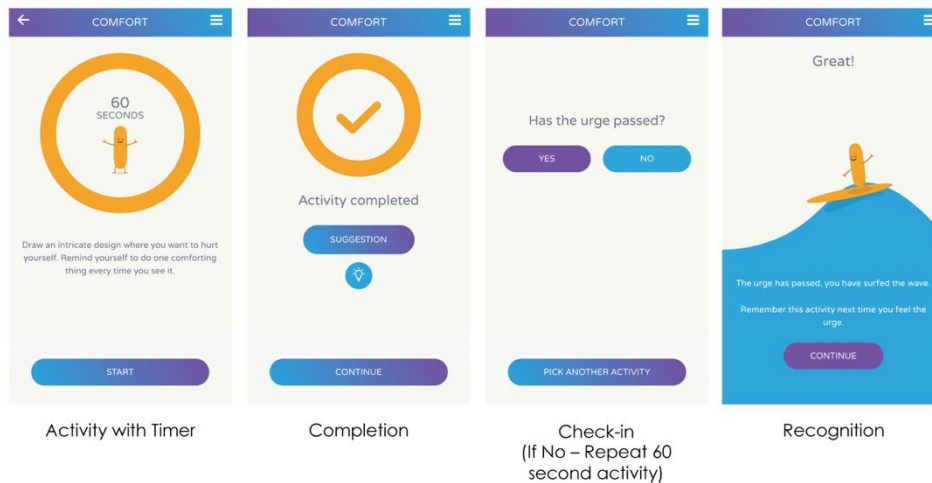 COMFORT
60
SECONDS
Draw an intricate design where you want to hurt
yourself. Remind yourself to do one comforting
thing every time you see it.
START
Activity with Timer
COMFORT
Activity completed
SUGGESTION
CONTINUE
Completion
COMFORT
Has the urge passed?
YES
NO
PICK ANOTHER ACTIVITY
Check-in
(If No – Repeat 60
second activity)
COMFORT
Great!
The urge has passed, you have surfed the wave.
Remember this activity next time you feel the
urge.
CONTINUE
Recognition